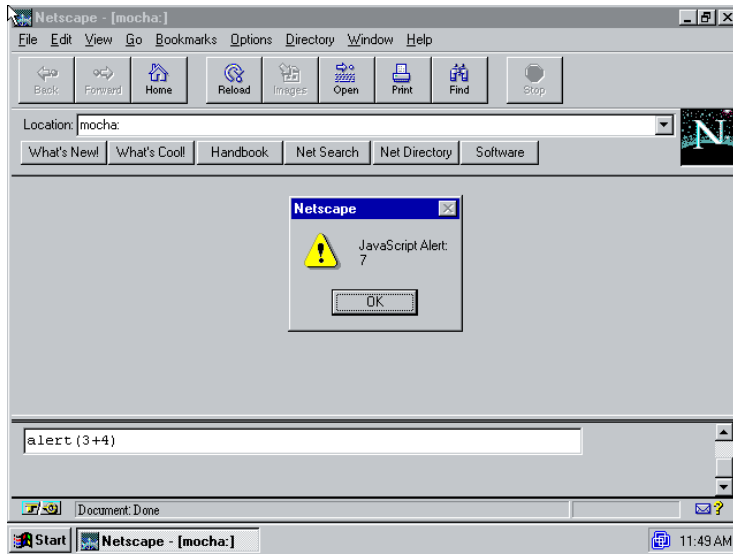 Netscape - [mocha:]
File Edit View Go Bookmarks Options Directory Window Help
Back Forward Home Reload Images Open Print Find Stop
Location: mocha:
What's New! What's Cool! Handbook Net Search Net Directory Software
N
Netscape
JavaScript Alert:
7
OK
alert(3+4)
Document: Done
?
Start Netscape - [mocha:] 11:49 AM